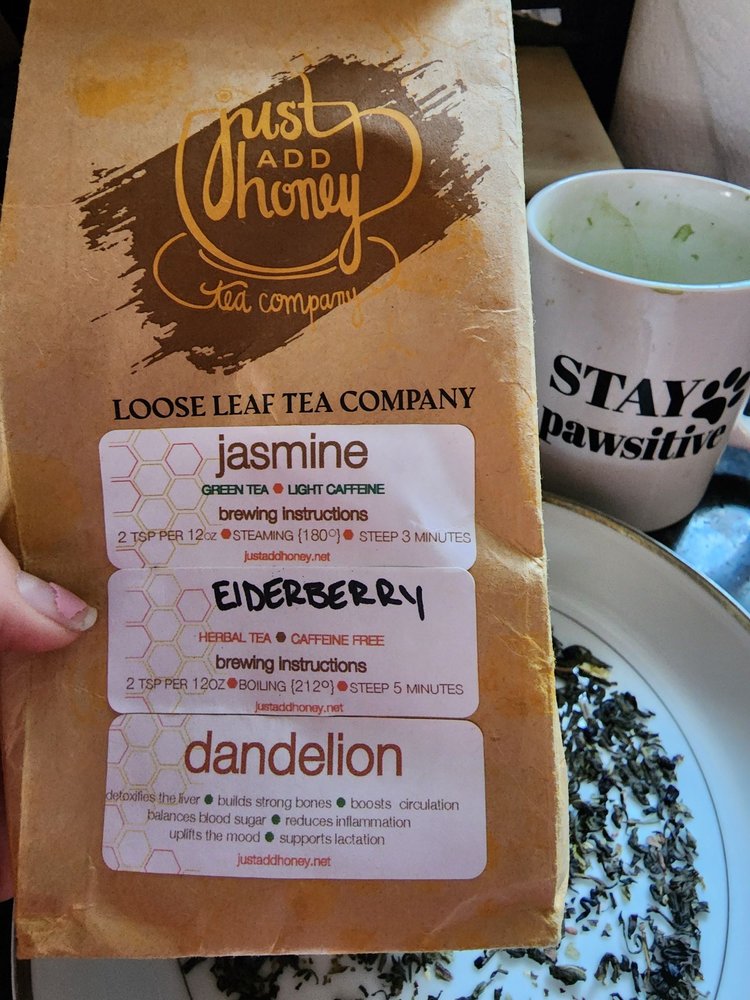 just
ADD
honey
tea company
LOOSE LEAF TEA COMPANY
jasmine
GREEN TEA LIGHT CAFFEINE
brewing instructions
2 TSP PER 12oz STEAMING {180°} STEEP 3 MINUTES
justaddhoney.net
ElDERBERRY
HERBAL TEA CAFFEINE FREE
brewing instructions
2 TSP PER 12OZ BOILING {212°} STEEP 5 MINUTES
justaddhoney.net
dandelion
detoxifies the liver builds strong bones boosts circulation
balances blood sugar reduces inflammation
uplifts the mood supports lactation
justaddhoney.net
STAY
pawsitive